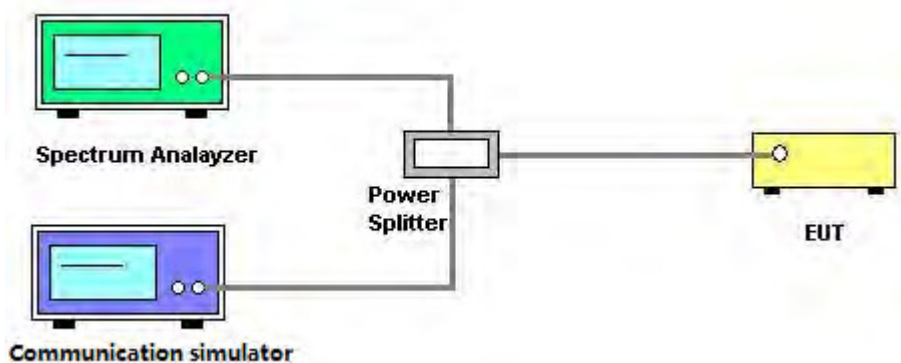 Spectrum Analayzer
Power
Splitter
EUT
Communication simulator